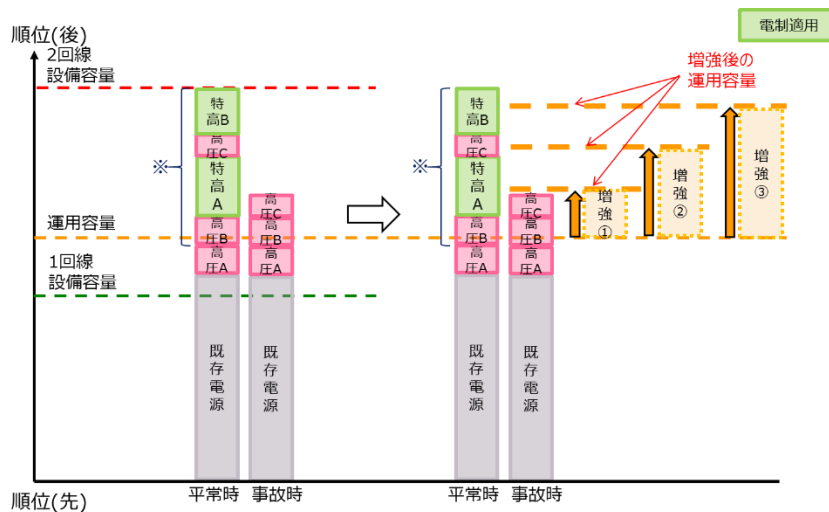 電制適用
順位(後)
2回線
設備容量
増強後の
運用容量
特高B
高圧C
特高A
高圧B
高圧A
既存電源
高圧C
高圧B
高圧A
既存電源
※
運用容量
1回線
設備容量
※
特高B
高圧C
特高A
高圧B
高圧A
既存電源
高圧C
高圧B
高圧A
既存電源
増強①
増強②
増強③
平常時
事故時
平常時
事故時
順位(先)